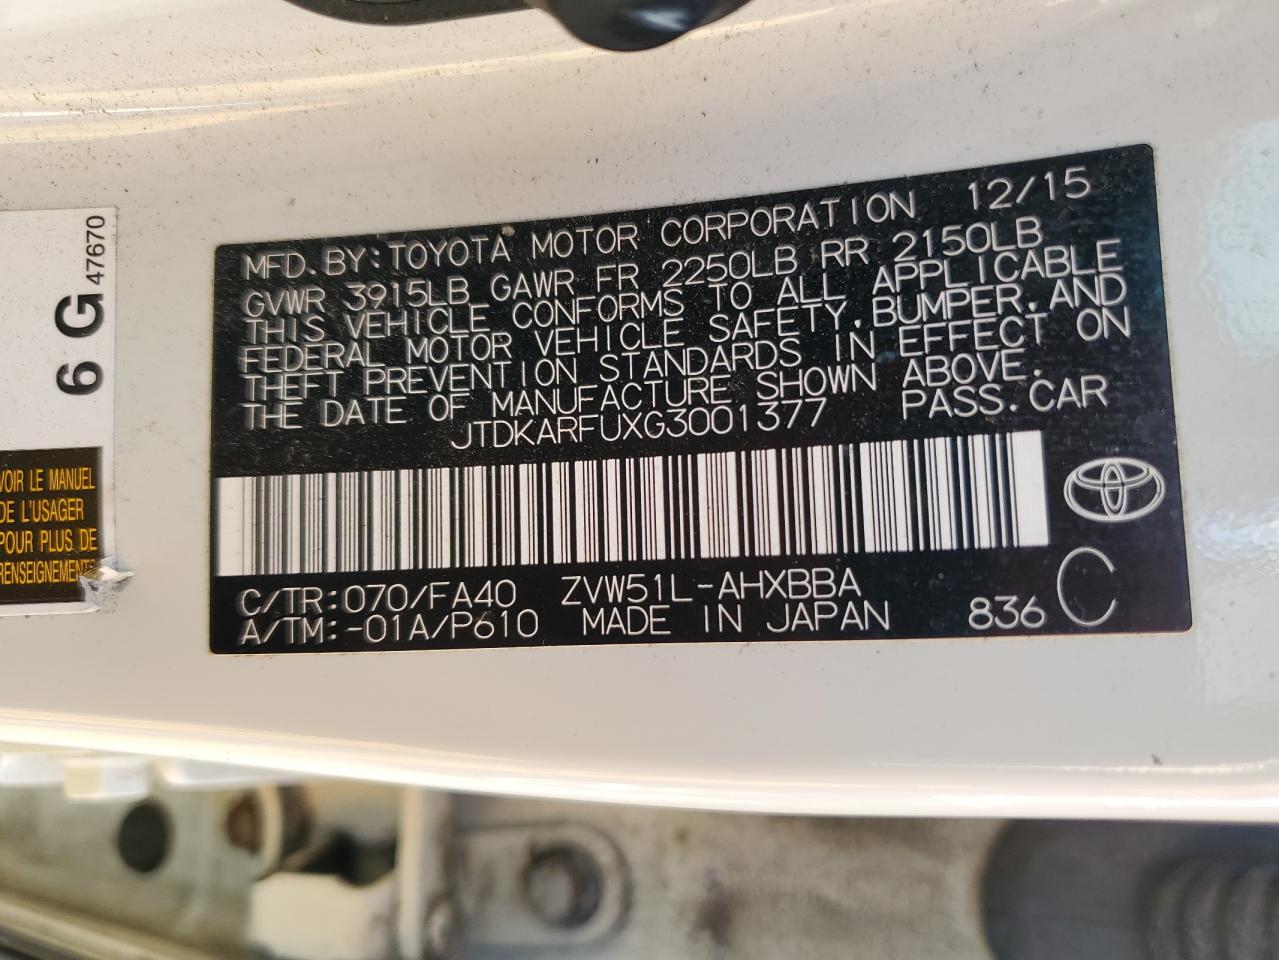 MFD.BY:TOYOTA MOTOR CORPORATION 12/15
GVWR 3915LB GAWR FR 2250LB RR 2150LB
THIS VEHICLE CONFORMS TO ALL APPLICABLE
FEDERAL MOTOR VEHICLE SAFETY,BUMPER,AND
THEFT PREVENTION STANDARDS IN EFFECT ON
THE DATE OF MANUFACTURE SHOWN ABOVE.
JTDKARFUXG3001377 PASS.CAR
C/TR:070/FA40 ZVW51L-AHXBBA
A/TM:-01A/P610 MADE IN JAPAN 836 C
6 G
47670
VOIR LE MANUEL
DE L'USAGER
POUR PLUS DE
RENSEIGNEMENTS